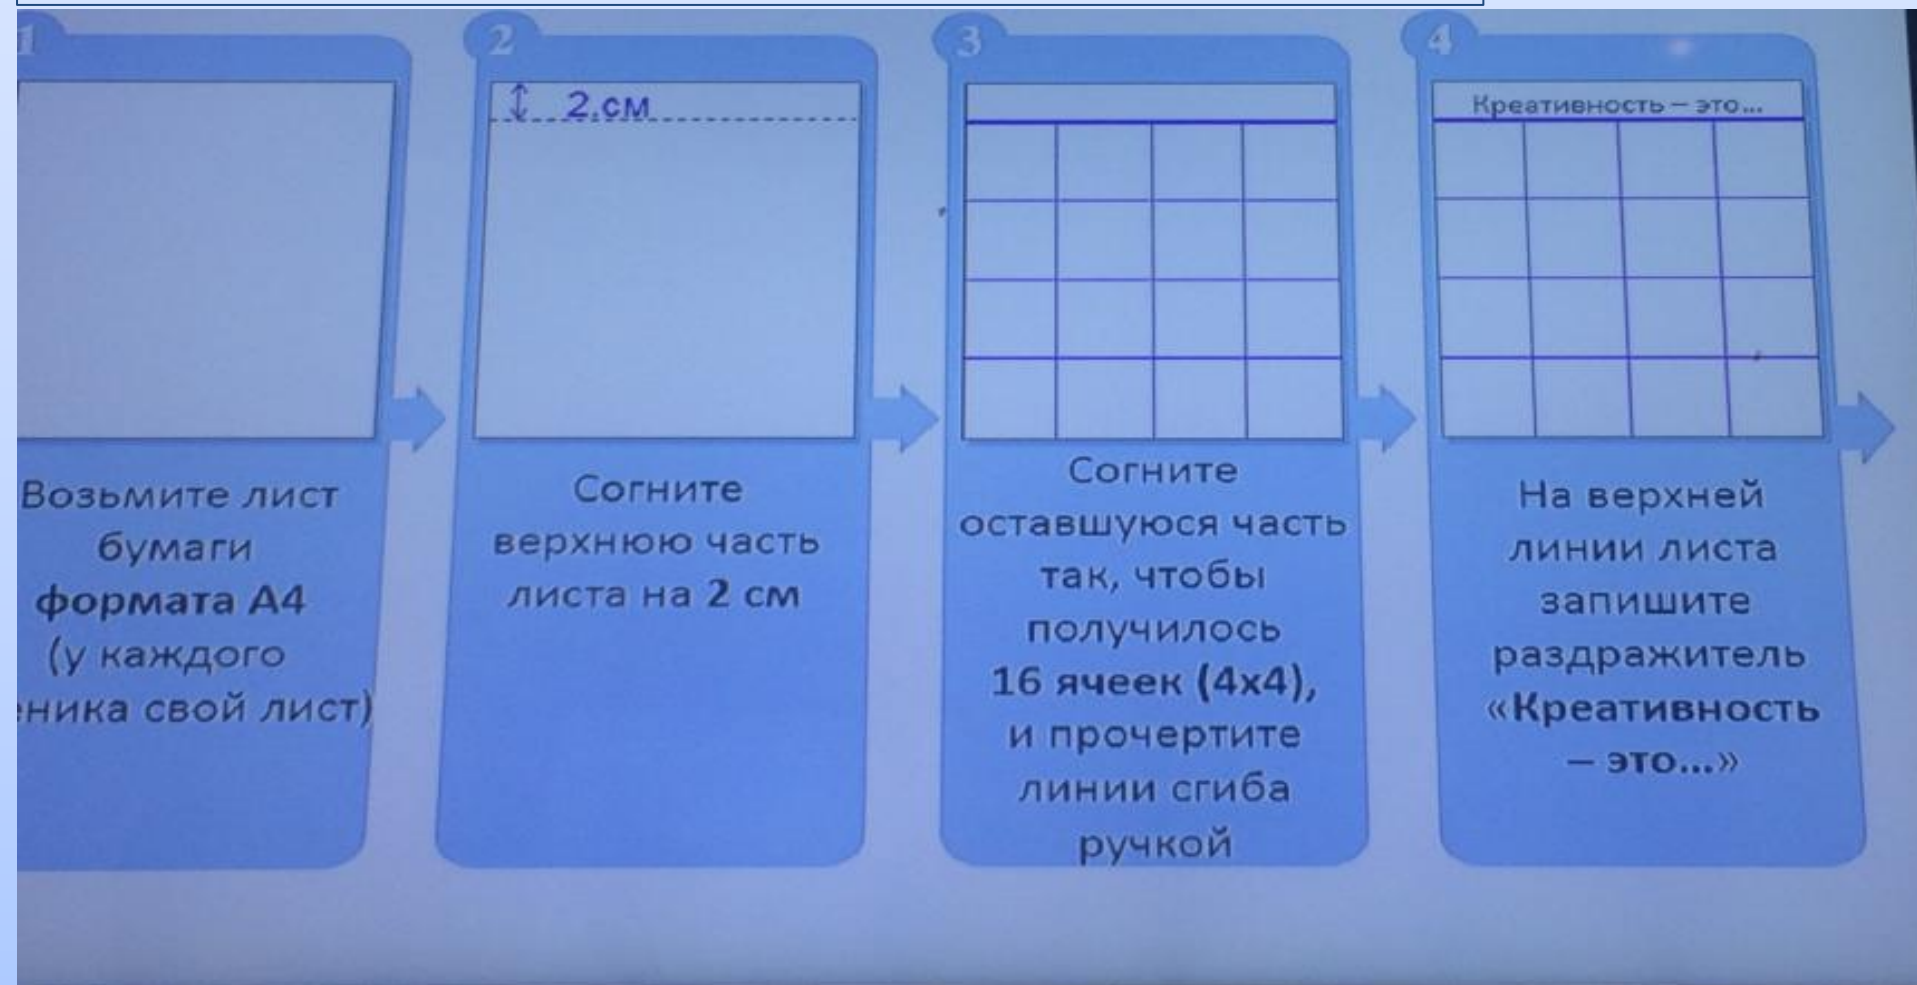 1
Возьмите лист
бумаги
формата А4
(у каждого
еника свой лист)
2
2.см
Согните
верхнюю часть
листа на 2 см
3
Согните
оставшуюся часть
так, чтобы
получилось
16 ячеек (4х4),
и прочертите
линии сгиба
ручкой
4
Креативность – это...
На верхней
линии листа
запишите
раздражитель
«Креативность
– это...»